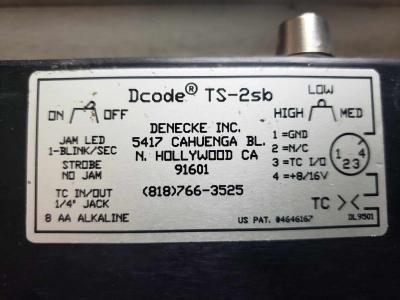 Dcode® TS-2sb
ON OFF
JAM LED
1-BLINK/SEC
STROBE
NO JAM
TC IN/OUT
1/4" JACK
8 AA ALKALINE
DENECKE INC.
5417 CAHUENGA BL.
N. HOLLYWOOD CA
91601
(818)766-3525
US PAT. #4646167
LOW
HIGH MED
1 =GND
2 =N/C
3 =TC I/O
4 =+8/16V
1 4
2 3
TC ><
DL9501